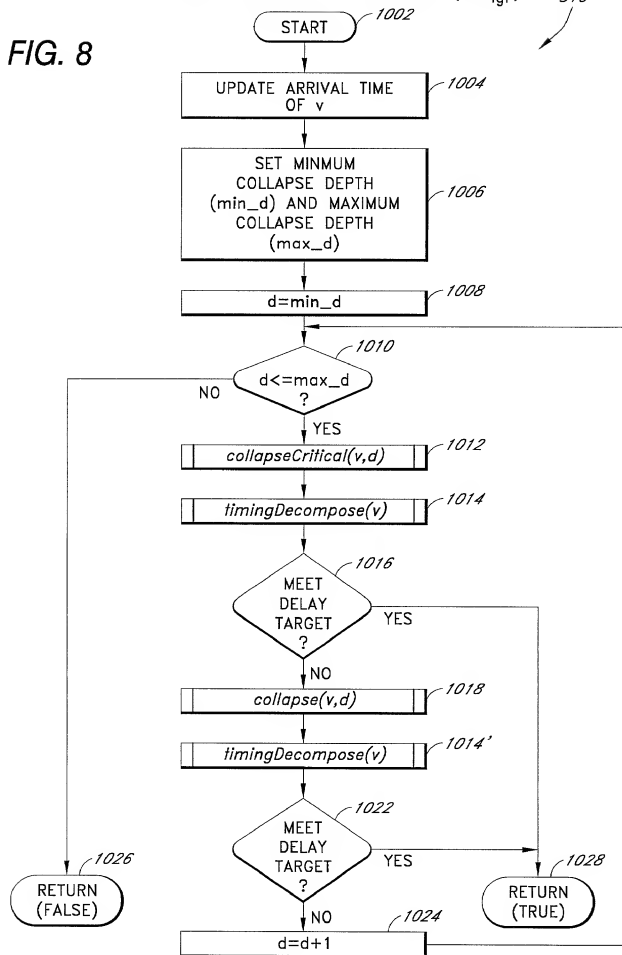 FIG. 8
START
1002
UPDATE ARRIVAL TIME
OF v
1004
SET MINMUM
COLLAPSE DEPTH
(min_d) AND MAXIMUM
COLLAPSE DEPTH
(max_d)
1006
d=min_d
1008
1010
d<=max_d
?
NO
YES
collapseCritical(v,d)
1012
timingDecompose(v)
1014
1016
MEET
DELAY
TARGET
?
YES
NO
collapse(v,d)
1018
timingDecompose(v)
1014'
1022
MEET
DELAY
TARGET
?
YES
NO
1026
RETURN
(FALSE)
1028
RETURN
(TRUE)
1024
d=d+1